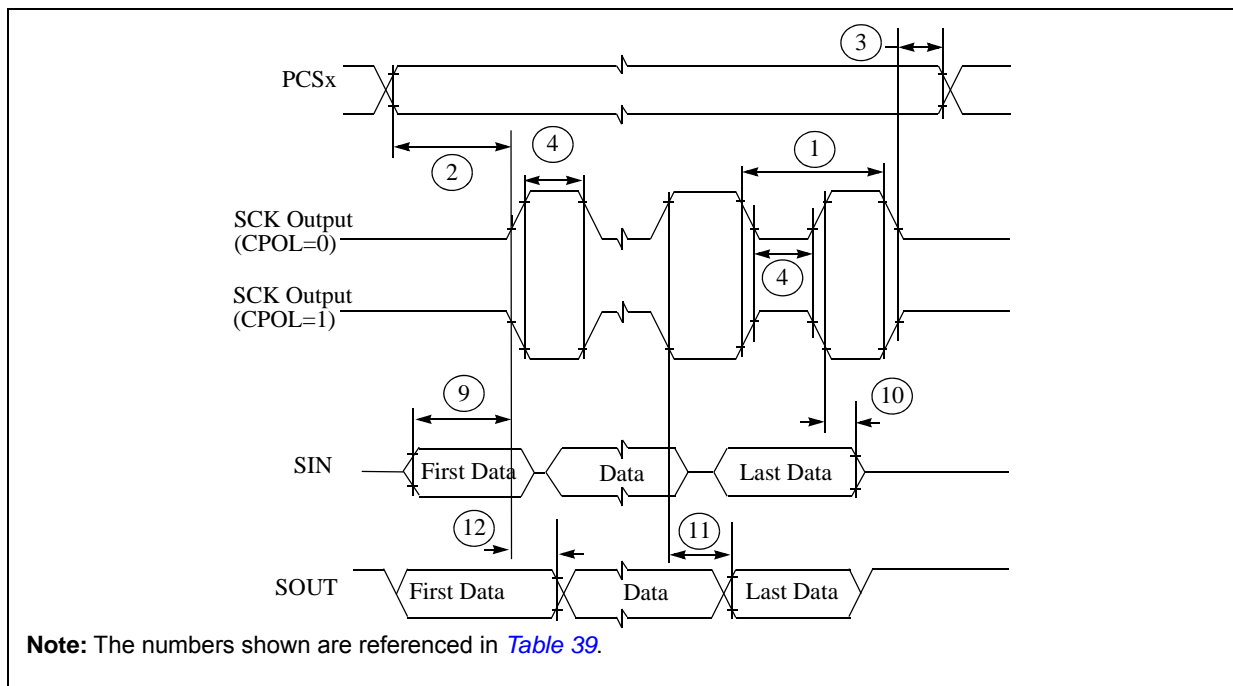 3
PCSx
4
1
2
SCK Output
(CPOL=0)
4
SCK Output
(CPOL=1)
9
10
SIN
First Data
Data
Last Data
12
11
SOUT
First Data
Data
Last Data
Note: The numbers shown are referenced in Table 39.